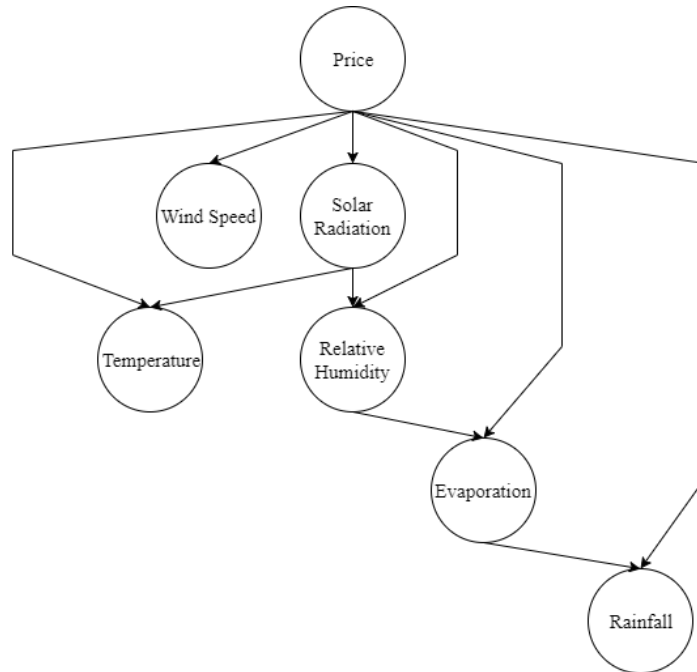 Price
Wind Speed
Solar
Radiation
Temperature
Relative
Humidity
Evaporation
Rainfall